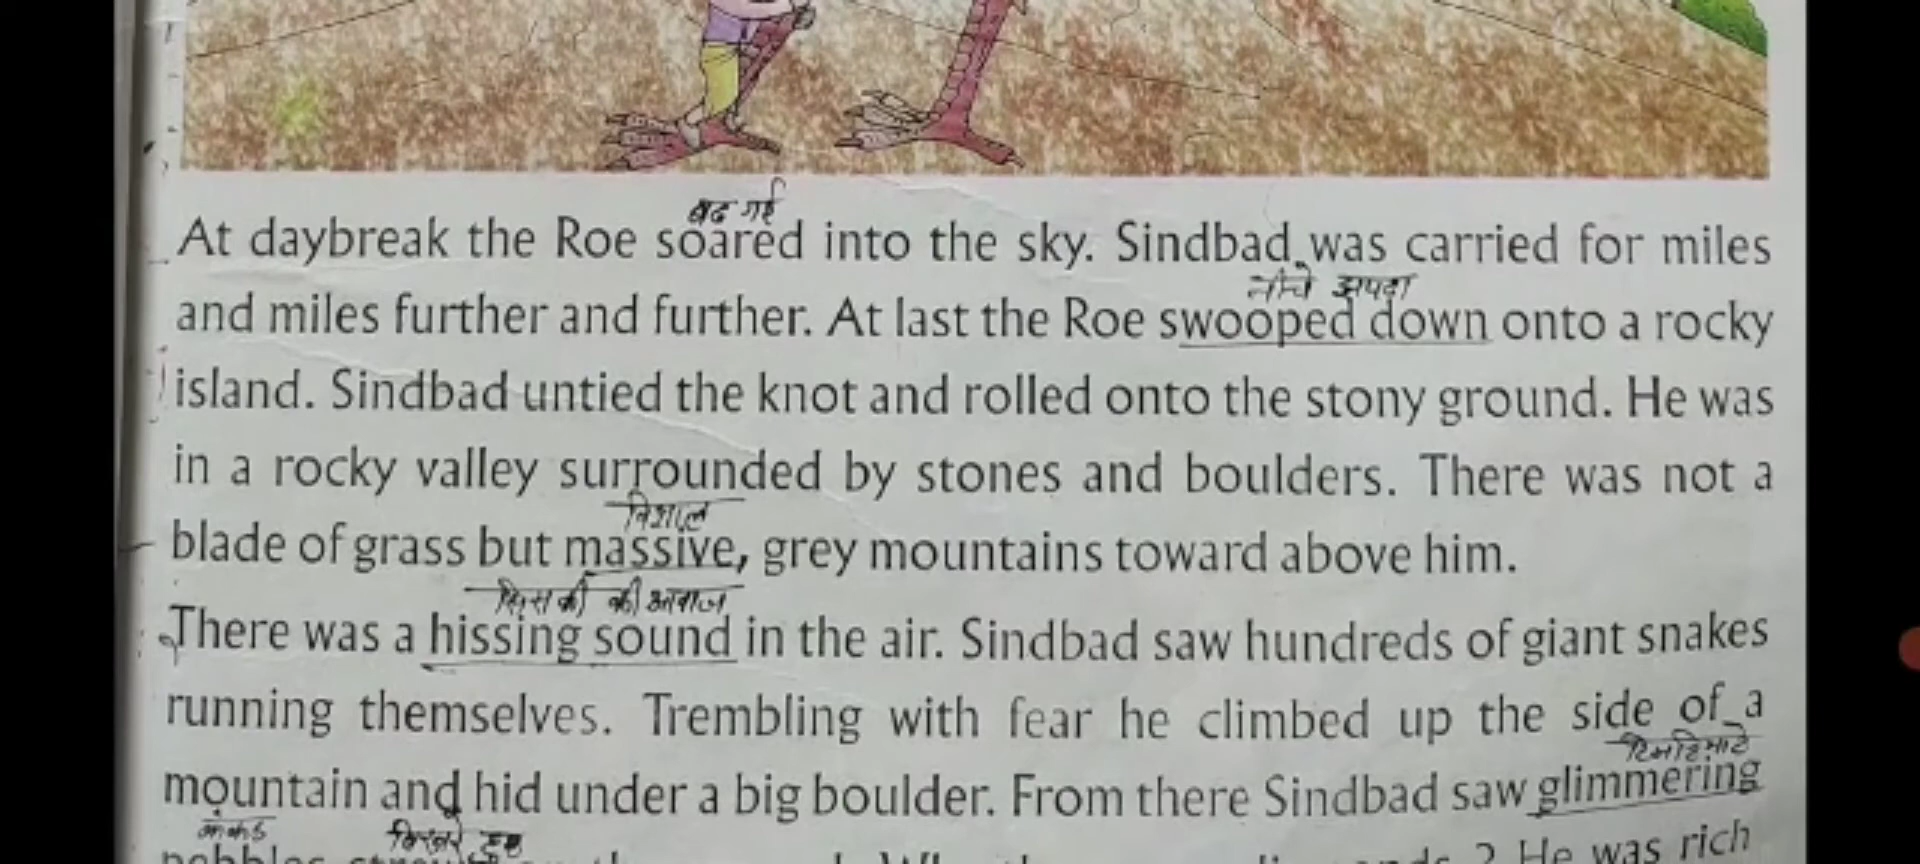 बढ गई
At daybreak the Roe soared into the sky. Sindbad was carried for miles
नीचे झपटा
and miles further and further. At last the Roe swooped down onto a rocky
island. Sindbad untied the knot and rolled onto the stony ground. He was
in a rocky valley surrounded by stones and boulders. There was not a
विशाल
blade of grass but massive, grey mountains toward above him.
की आवाज
There was a hissing sound in the air. Sindbad saw hundreds of giant snakes
running themselves. Trembling with fear he climbed up the side of a
टिमटिमाते
mountain and hid under a big boulder. From there Sindbad saw glimmering
कंकड बिखरे हुए
pebbles ? He was rich